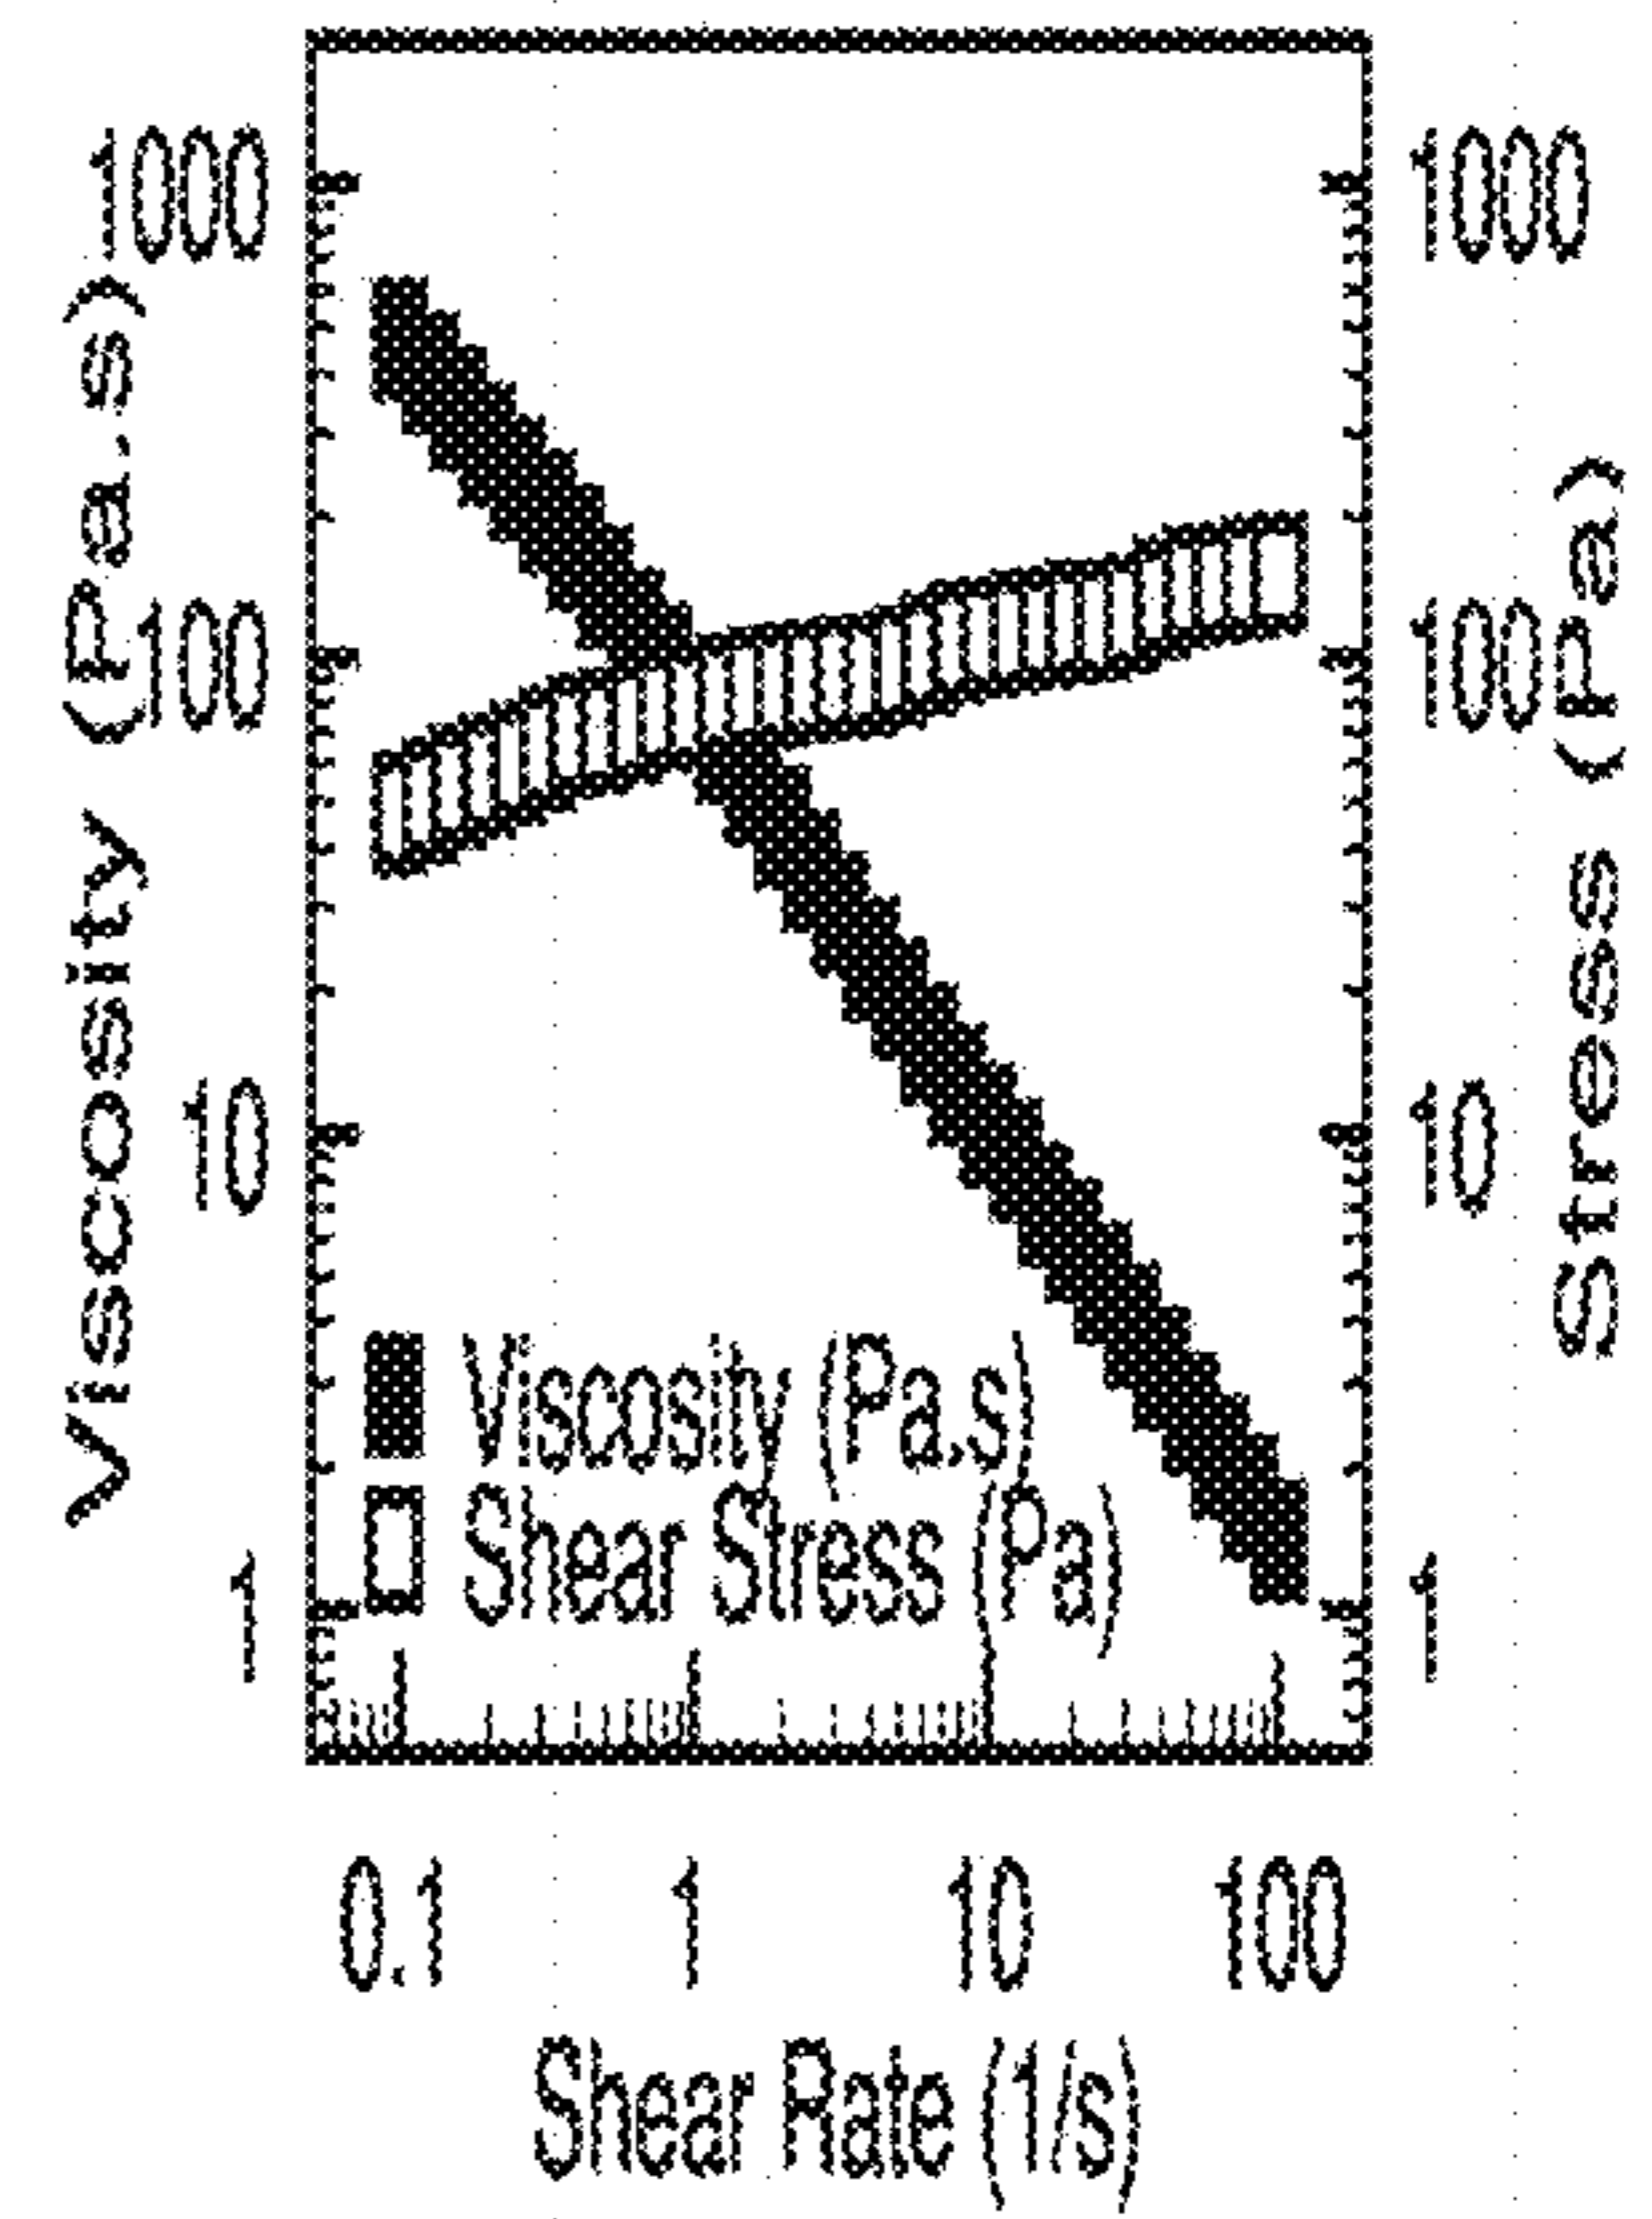 Viscosity (Pa.s)
1000
100
10
1
1000
100
10
1
Stress (Pa)
Viscosity (Pa.s)
Shear Stress (Pa)
0.1 1 10 100
Shear Rate (1/s)